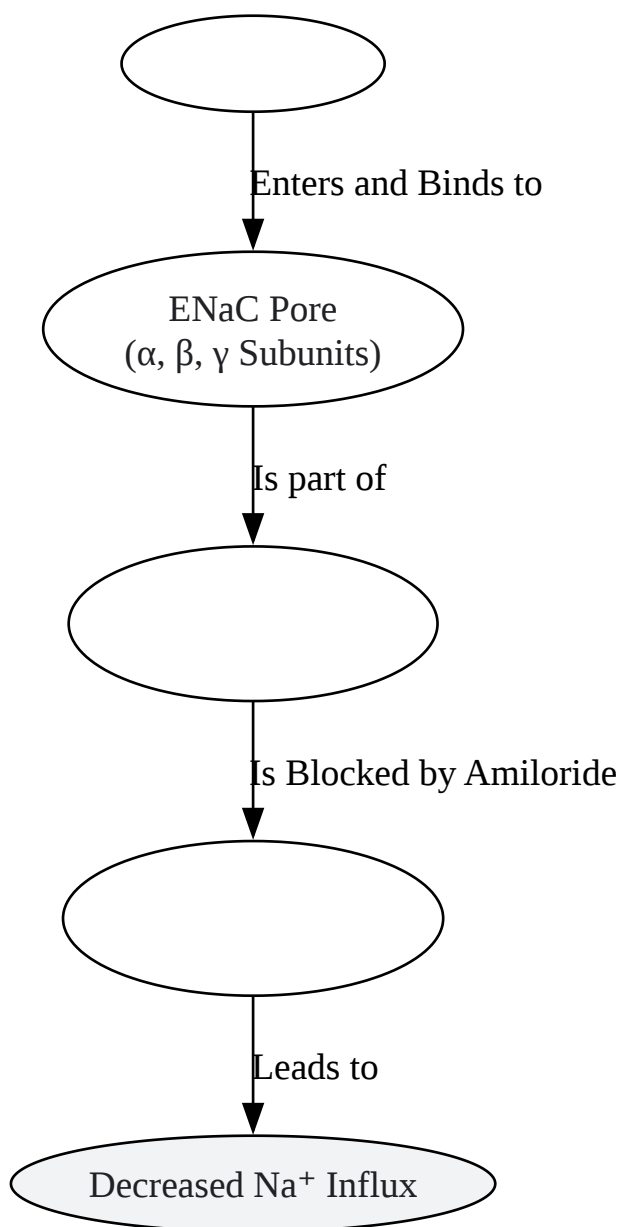 Enters and Binds to
ENaC Pore
(α, β, γ Subunits)
Is part of
Is Blocked by Amiloride
Leads to
Decreased Na⁺ Influx